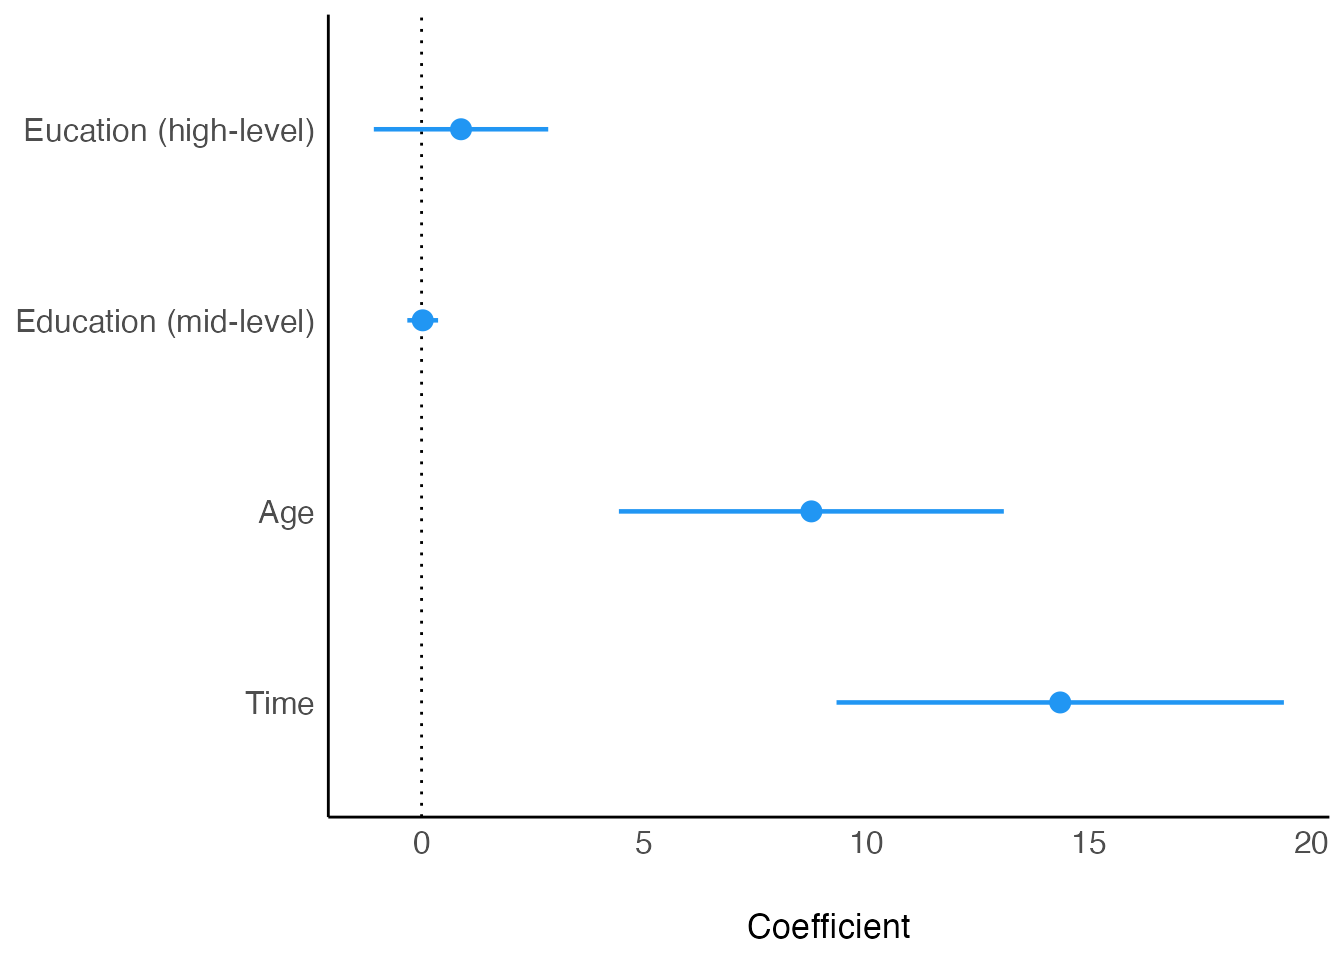 Eucation (high-level)
Education (mid-level)
Age
Time
0 5 10 15 20
Coefficient